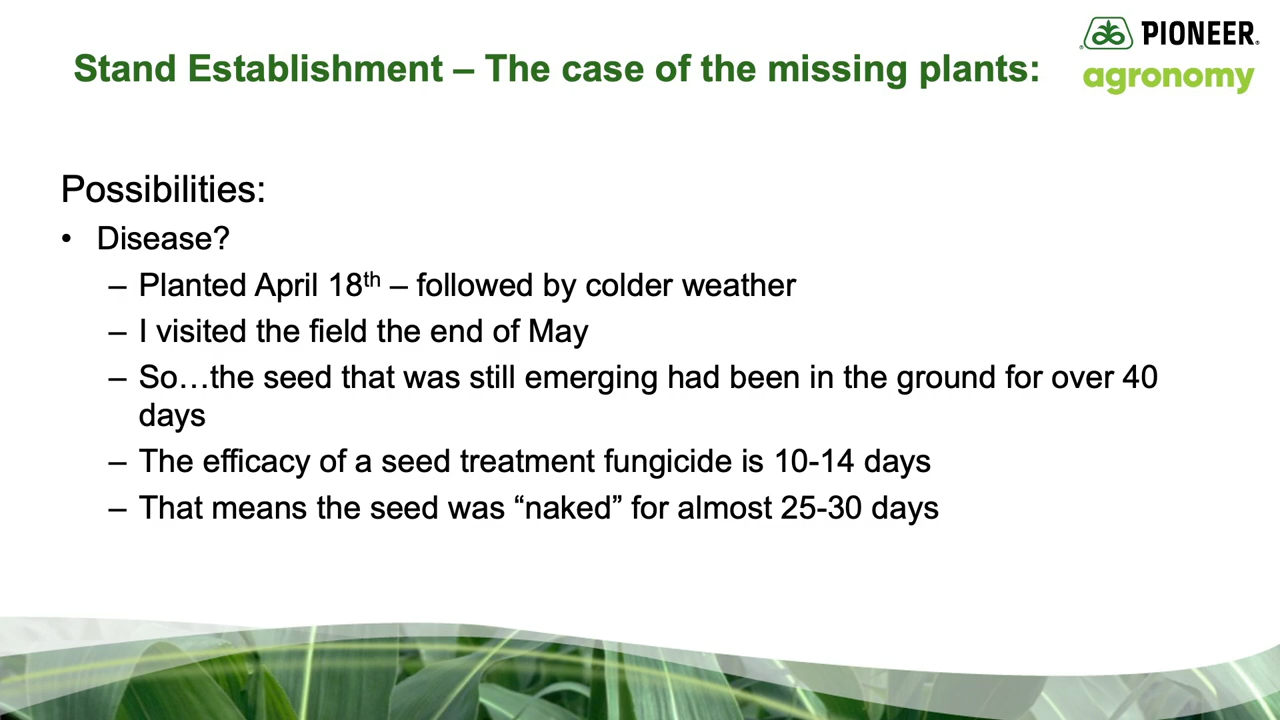 Stand Establishment – The case of the missing plants:
PIONEER®
agronomy
Possibilities:
• Disease?
– Planted April 18th – followed by colder weather
– I visited the field the end of May
– So…the seed that was still emerging had been in the ground for over 40
days
– The efficacy of a seed treatment fungicide is 10-14 days
– That means the seed was “naked” for almost 25-30 days